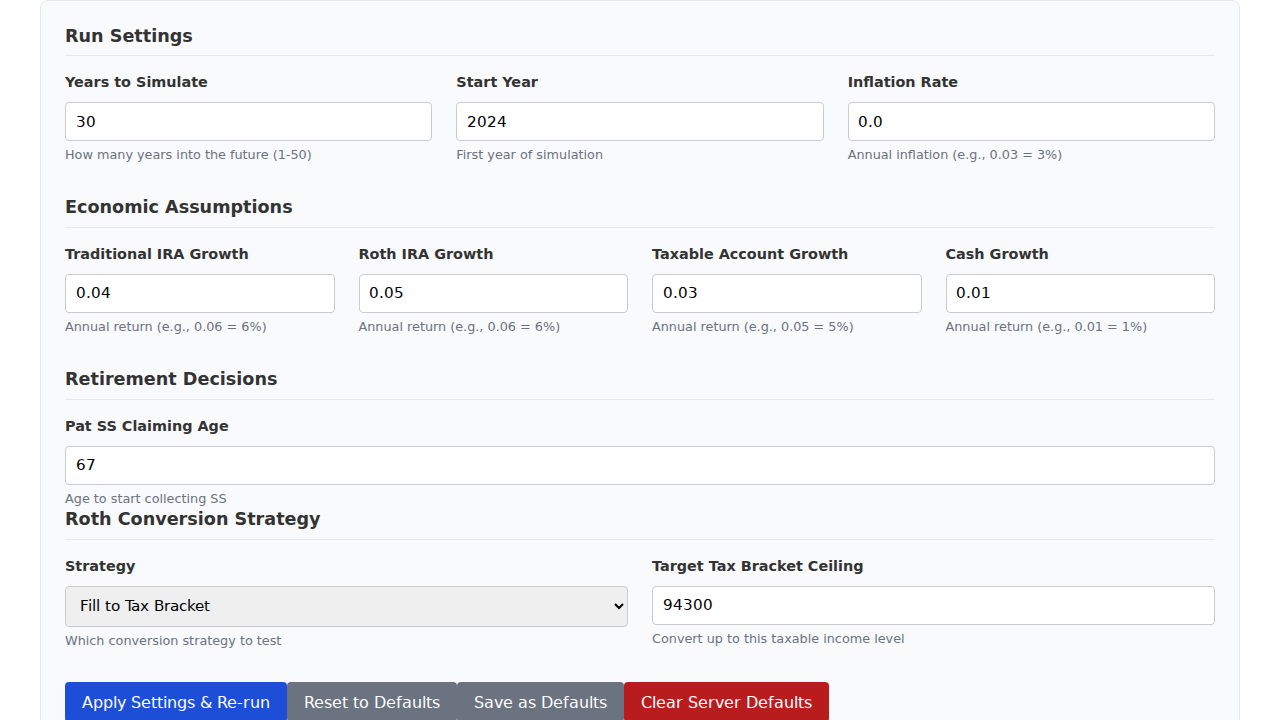 Run Settings
Years to Simulate
Start Year
Inflation Rate
30
2024
0.0
How many years into the future (1-50)
First year of simulation
Annual inflation (e.g., 0.03 = 3%)
Economic Assumptions
Traditional IRA Growth
Roth IRA Growth
Taxable Account Growth
Cash Growth
0.04
0.05
0.03
0.01
Annual return (e.g., 0.06 = 6%)
Annual return (e.g., 0.06 = 6%)
Annual return (e.g., 0.05 = 5%)
Annual return (e.g., 0.01 = 1%)
Retirement Decisions
Pat SS Claiming Age
67
Age to start collecting SS
Roth Conversion Strategy
Strategy
Target Tax Bracket Ceiling
Fill to Tax Bracket
94300
Which conversion strategy to test
Convert up to this taxable income level
Apply Settings & Re-run
Reset to Defaults
Save as Defaults
Clear Server Defaults